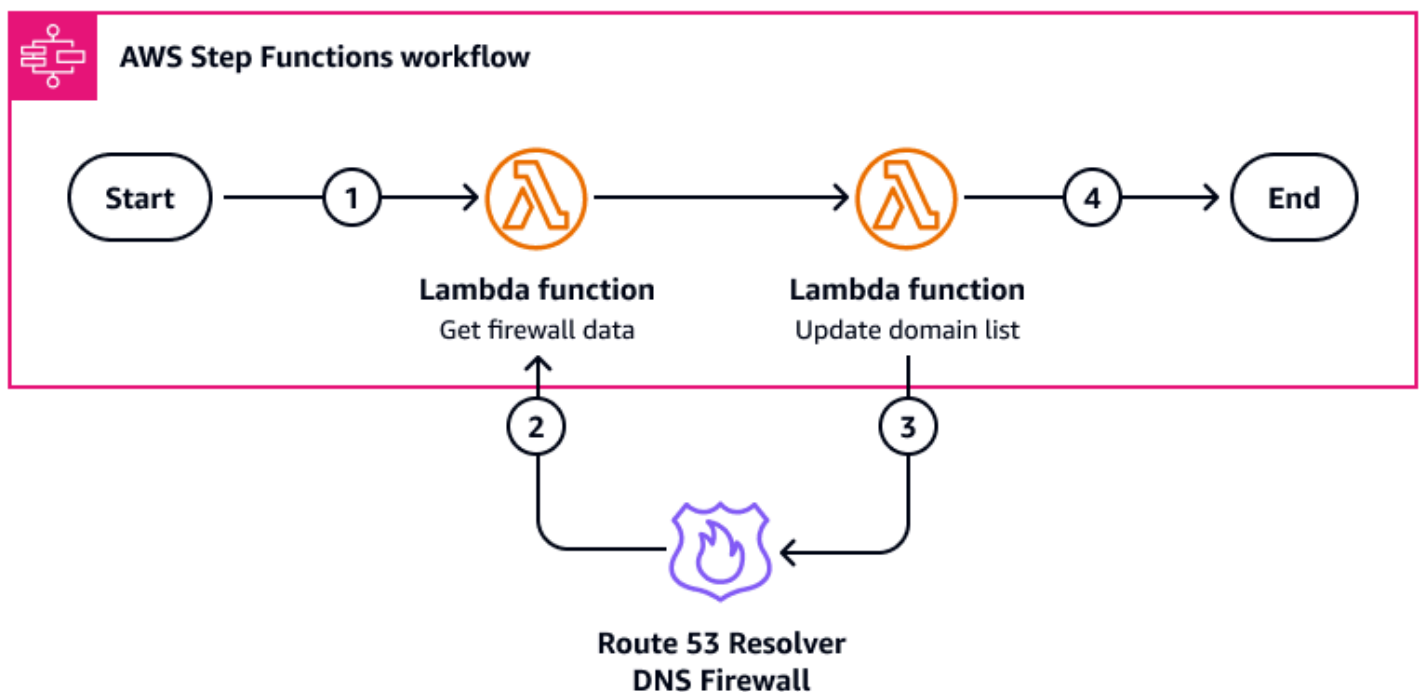 AWS Step Functions workflow
Start
1
4
End
Lambda function
Get firewall data
Lambda function
Update domain list
2
3
Route 53 Resolver
DNS Firewall